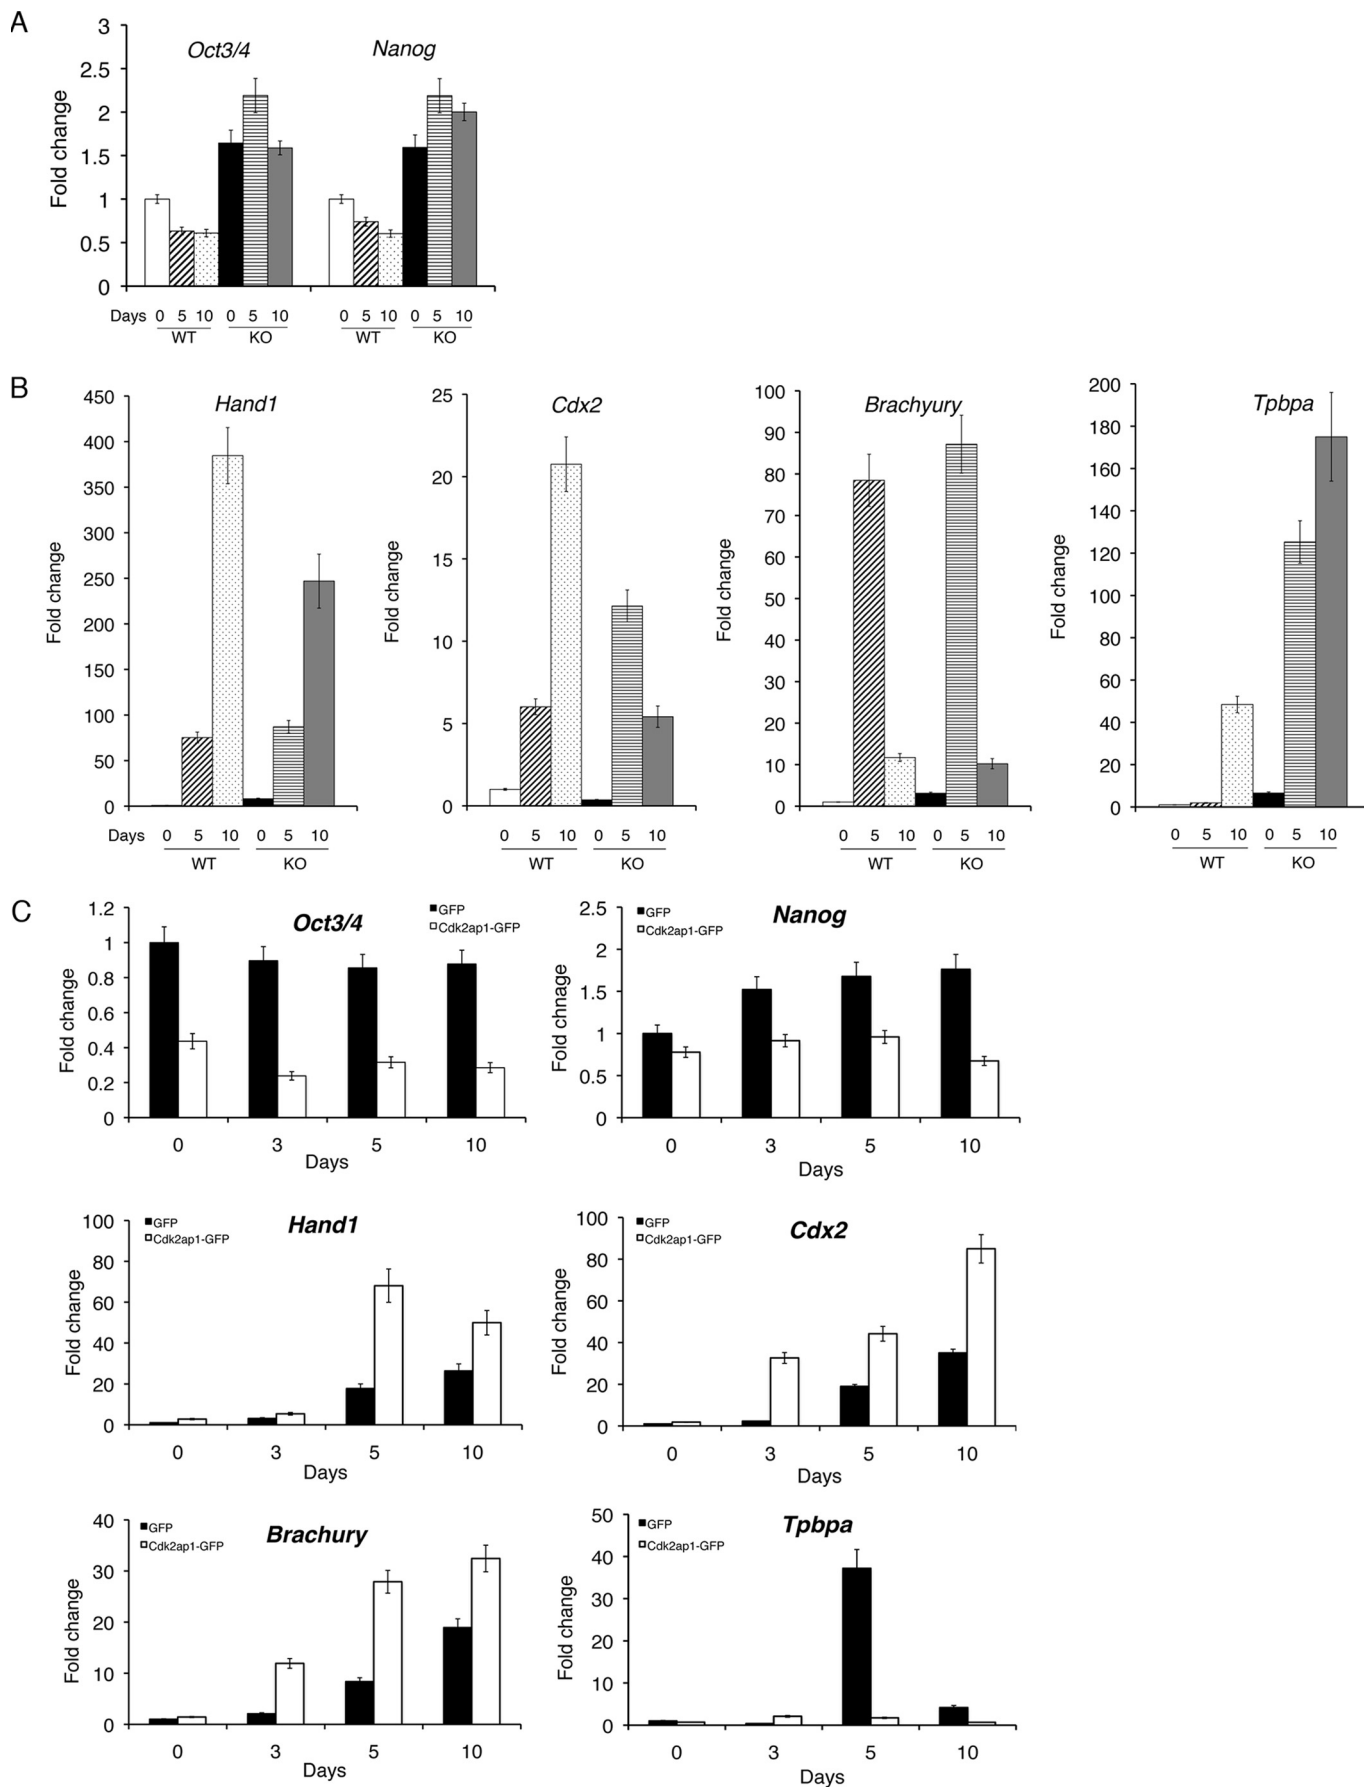 A
Oct3/4 Nanog
Fold change
3
2.5
2
1.5
1
0.5
0
Days 0 5 10 0 5 10 0 5 10 0 5 10
WT KO WT KO
B
Hand1
Fold change
450
400
350
300
250
200
150
100
50
0
Days 0 5 10 0 5 10
WT KO
Cdx2
Fold change
25
20
15
10
5
0
0 5 10 0 5 10
WT KO
Brachyury
Fold change
100
90
80
70
60
50
40
30
20
10
0
0 5 10 0 5 10
WT KO
Tpbpa
Fold change
200
180
160
140
120
100
80
60
40
20
0
0 5 10 0 5 10
WT KO
C
Oct3/4
GFP
Cdk2ap1-GFP
Fold change
1.2
1
0.8
0.6
0.4
0.2
0
0 3 5 10
Days
Nanog
GFP
Cdk2ap1-GFP
Fold chnage
2.5
2
1.5
1
0.5
0
0 3 5 10
Days
Hand1
GFP
Cdk2ap1-GFP
Fold change
100
80
60
40
20
0
0 3 5 10
Days
Cdx2
GFP
Cdk2ap1-GFP
Fold change
100
80
60
40
20
0
0 3 5 10
Days
Brachury
GFP
Cdk2ap1-GFP
Fold change
40
30
20
10
0
0 3 5 10
Days
Tpbpa
GFP
Cdk2ap1-GFP
Fold change
50
40
30
20
10
0
0 3 5 10
Days